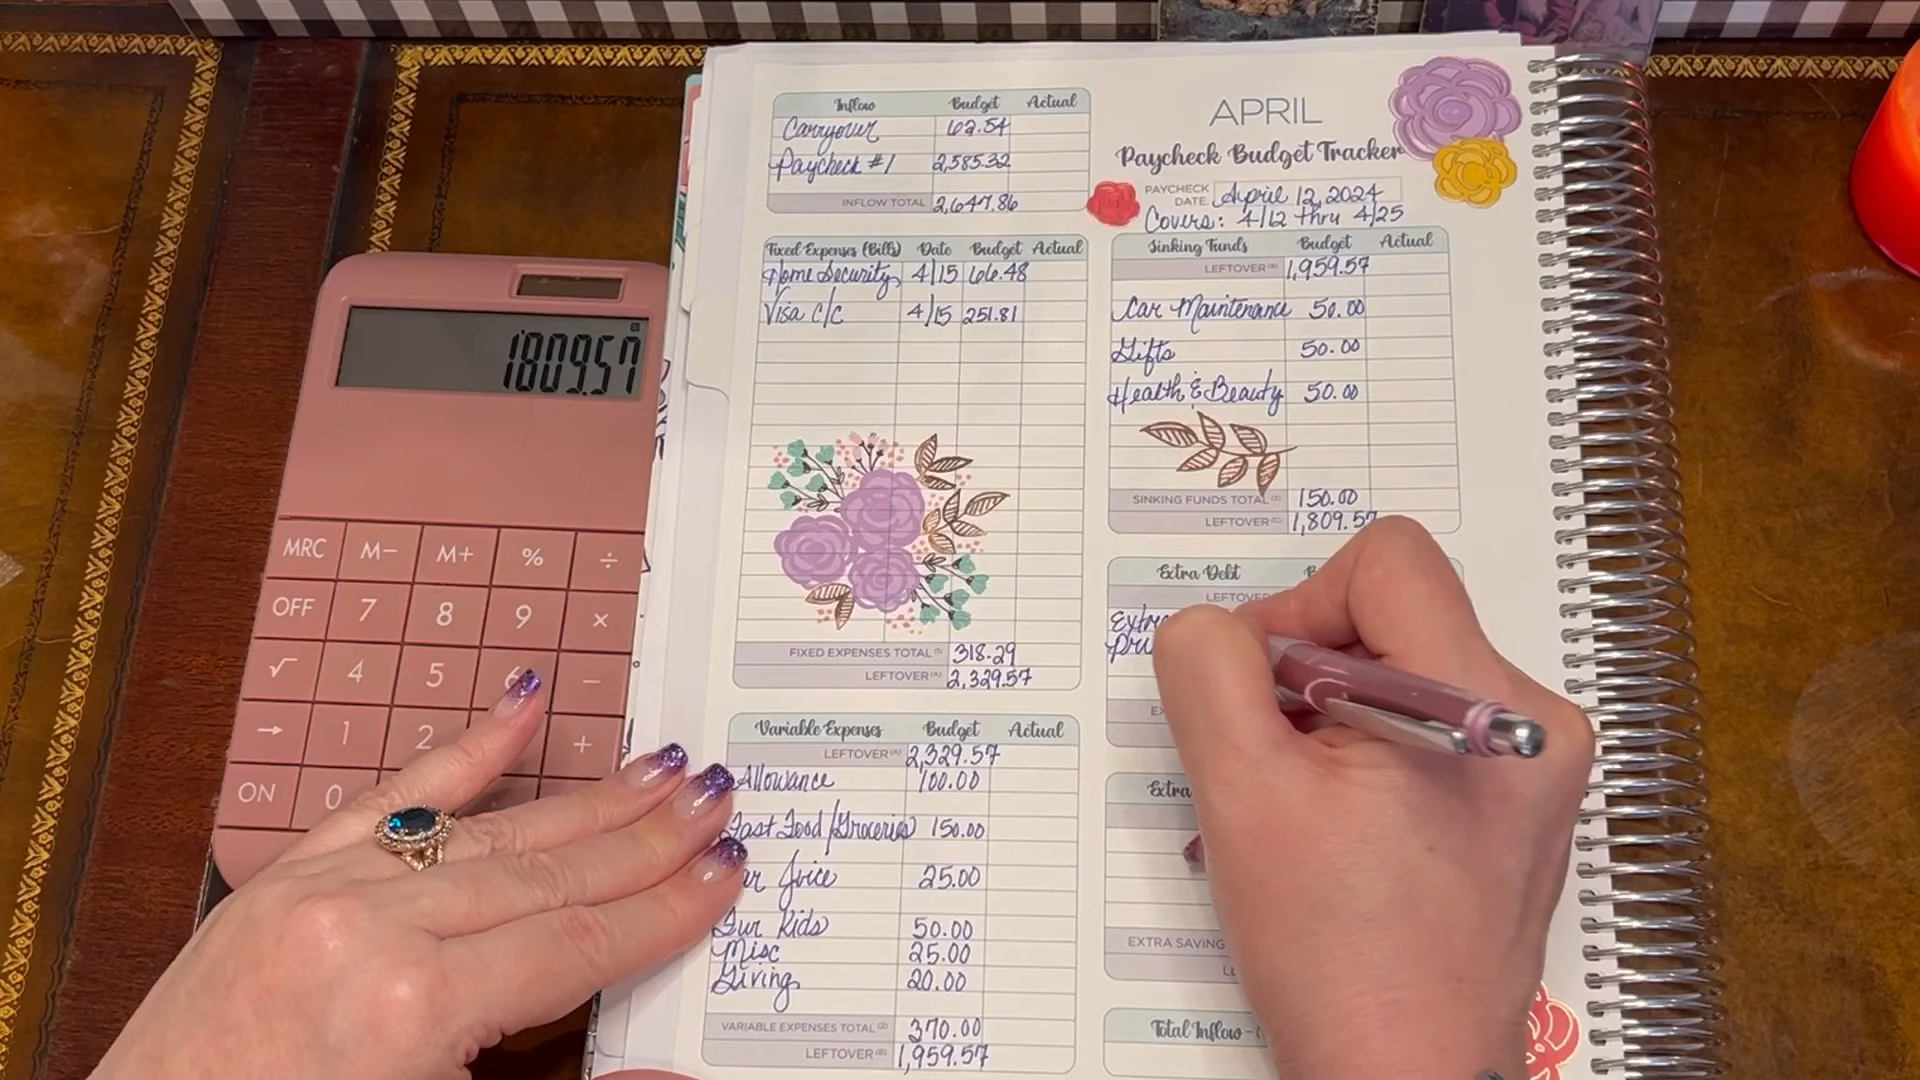 Inflow Budget Actual
Carryover 62.54
Paycheck #1 2,585.32
INFLOW TOTAL 2,647.86
APRIL
Paycheck Budget Tracker
PAYCHECK DATE April 12, 2024
Covers: 4/12 thru 4/25
Fixed Expenses (Bills) Date Budget Actual
Home Security 4/15 66.48
Visa c/c 4/15 251.81
FIXED EXPENSES TOTAL (1) 318.29
LEFTOVER (A) 2,329.57
Variable Expenses Budget Actual
LEFTOVER (A) 2,329.57
Allowance 100.00
Fast Food/Groceries 150.00
Juice 25.00
Fur Kids 50.00
Misc 25.00
Giving 20.00
VARIABLE EXPENSES TOTAL (2) 370.00
LEFTOVER (B) 1,959.57
Sinking Funds Budget Actual
LEFTOVER (B) 1,959.57
Car Maintenance 50.00
Gifts 50.00
Health & Beauty 50.00
SINKING FUNDS TOTAL (3) 150.00
LEFTOVER (C) 1,809.57
Extra Debt
LEFTOVER
Extra
EXTRA SAVING
Total Inflow -
1809.57
MRC M- M+ % ÷
OFF 7 8 9 ×
√ 4 5 6 −
→ 1 2 +
ON 0